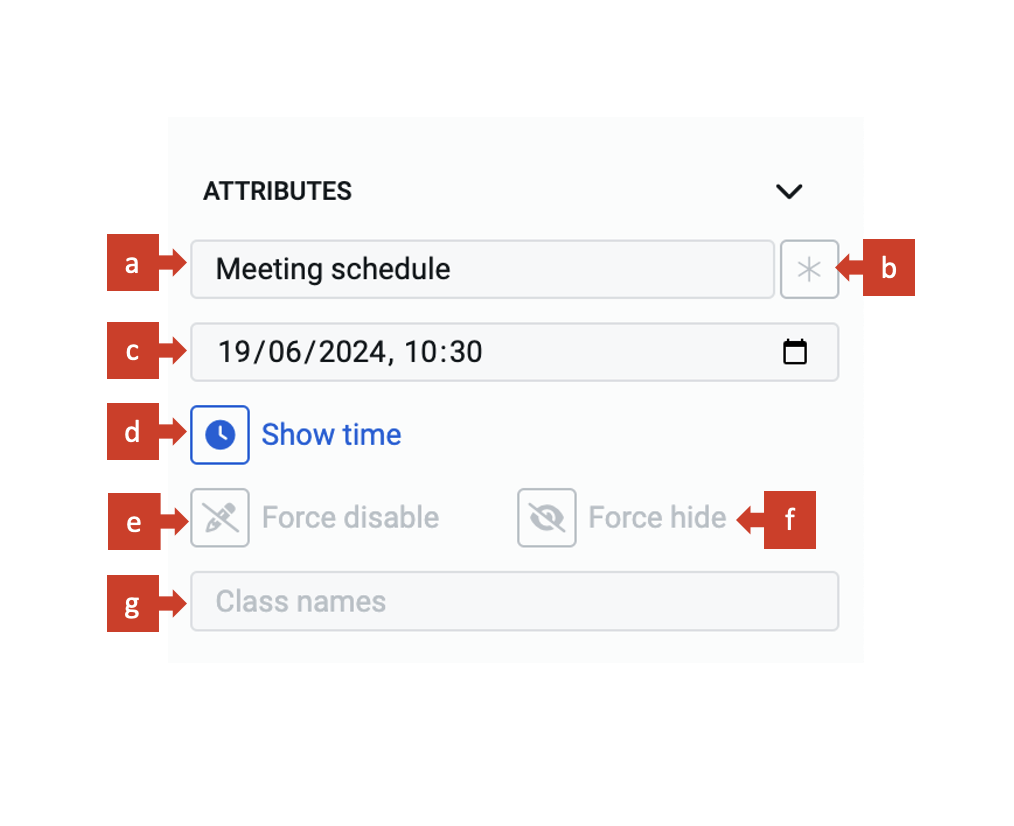 ATTRIBUTES
a Meeting schedule b
c 19/06/2024, 10:30
d Show time
e Force disable Force hide f
g Class names